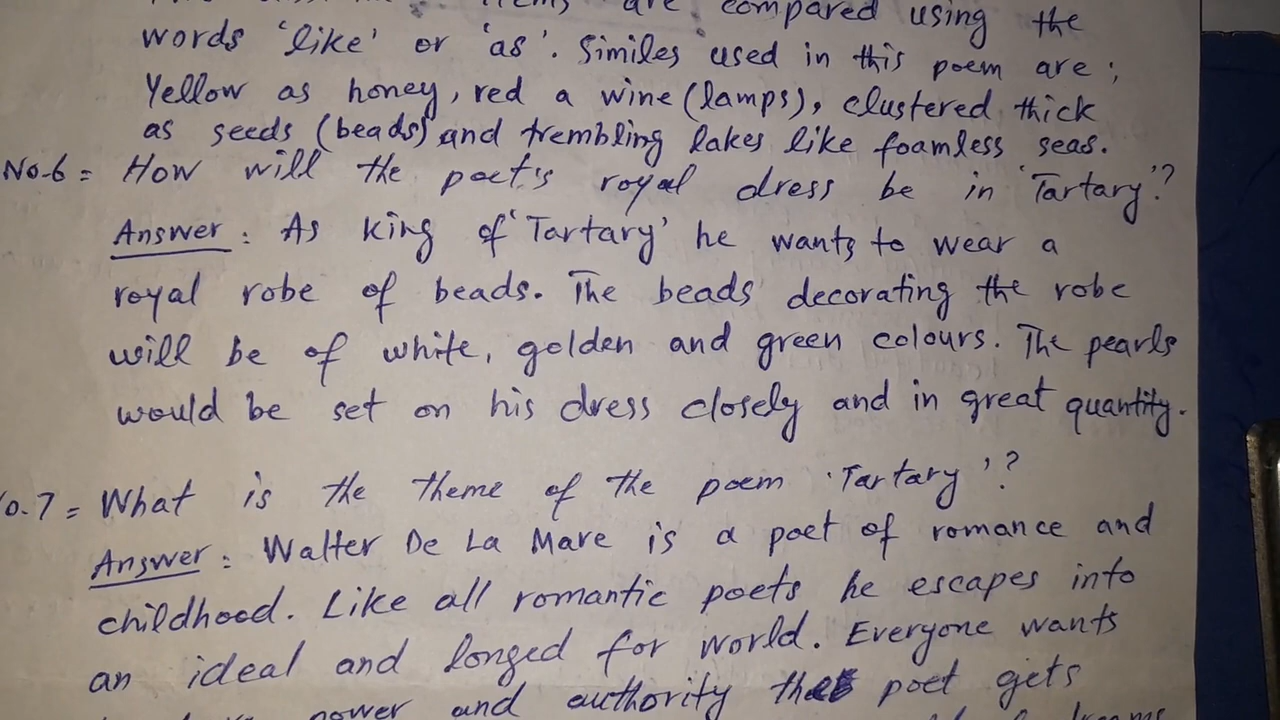 items are compared using the
words 'like' or 'as'. Similes used in this poem are;
Yellow as honey, red a wine (lamps), clustered thick
as seeds (beads) and trembling lakes like foamless seas.
No.6 = How will the poet's royal dress be in 'Tartary'?
Answer: As king of 'Tartary' he wants to wear a
royal robe of beads. The beads decorating the robe
will be of white, golden and green colours. The pearls
would be set on his dress closely and in great quantity.
o.7 = What is the theme of the poem 'Tartary'?
Answer: Walter De La Mare is a poet of romance and
childhood. Like all romantic poets he escapes into
an ideal and longed for world. Everyone wants
power and authority poet gets